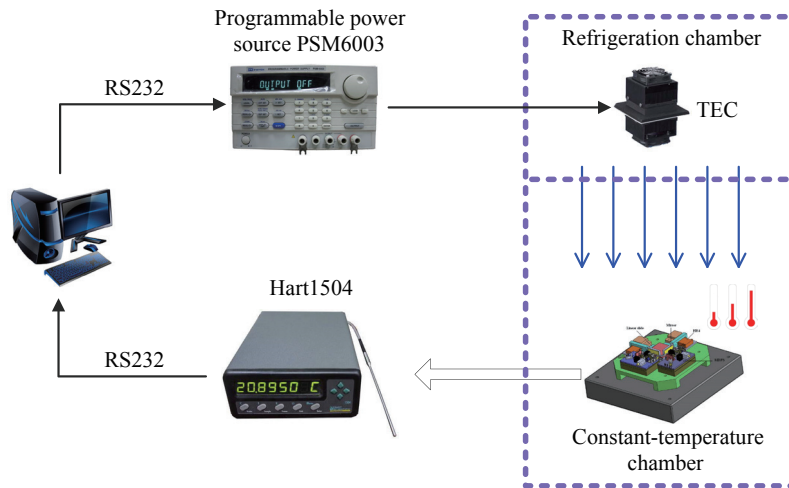 Programmable power
source PSM6003
Refrigeration chamber
RS232
OUTPUT OFF
TEC
Hart1504
RS232
20.8950 C
Constant-temperature
chamber